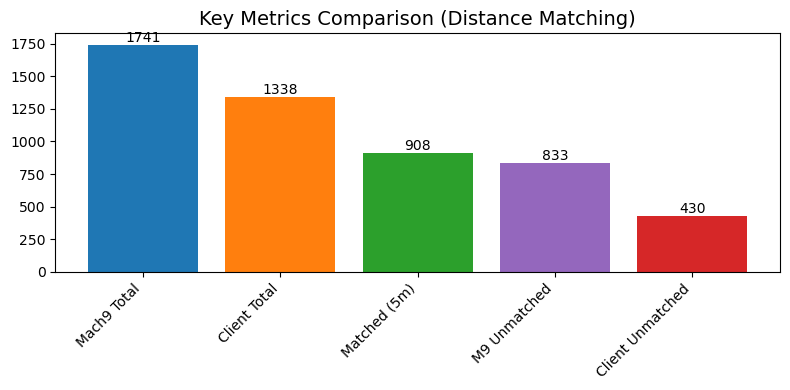 Key Metrics Comparison (Distance Matching)
1750
1500
1250
1000
750
500
250
0
1741
1338
908
833
430
Mach9 Total
Client Total
Matched (5m)
M9 Unmatched
Client Unmatched